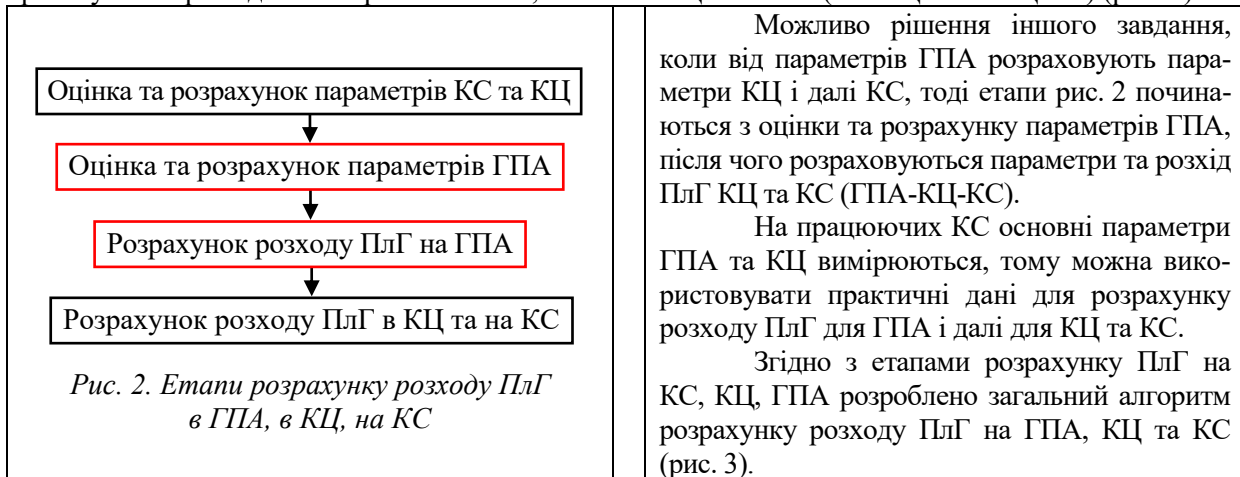 Оцінка та розрахунок параметрів КС та КЦ
Оцінка та розрахунок параметрів ГПА
Розрахунок розходу ПлГ на ГПА
Розрахунок розходу ПлГ в КЦ та на КС
Рис. 2. Етапи розрахунку розходу ПлГ
в ГПА, в КЦ, на КС
Можливо рішення іншого завдання,
коли від параметрів ГПА розраховують пара-
метри КЦ і далі КС, тоді етапи рис. 2 почина-
ються з оцінки та розрахунку параметрів ГПА,
після чого розраховуються параметри та розхід
ПлГ КЦ та КС (ГПА-КЦ-КС).
На працюючих КС основні параметри
ГПА та КЦ вимірюються, тому можна вико-
ристовувати практичні дані для розрахунку
розходу ПлГ для ГПА і далі для КЦ та КС.
Згідно з етапами розрахунку ПлГ на
КС, КЦ, ГПА розроблено загальний алгоритм
розрахунку розходу ПлГ на ГПА, КЦ та КС
(рис. 3).